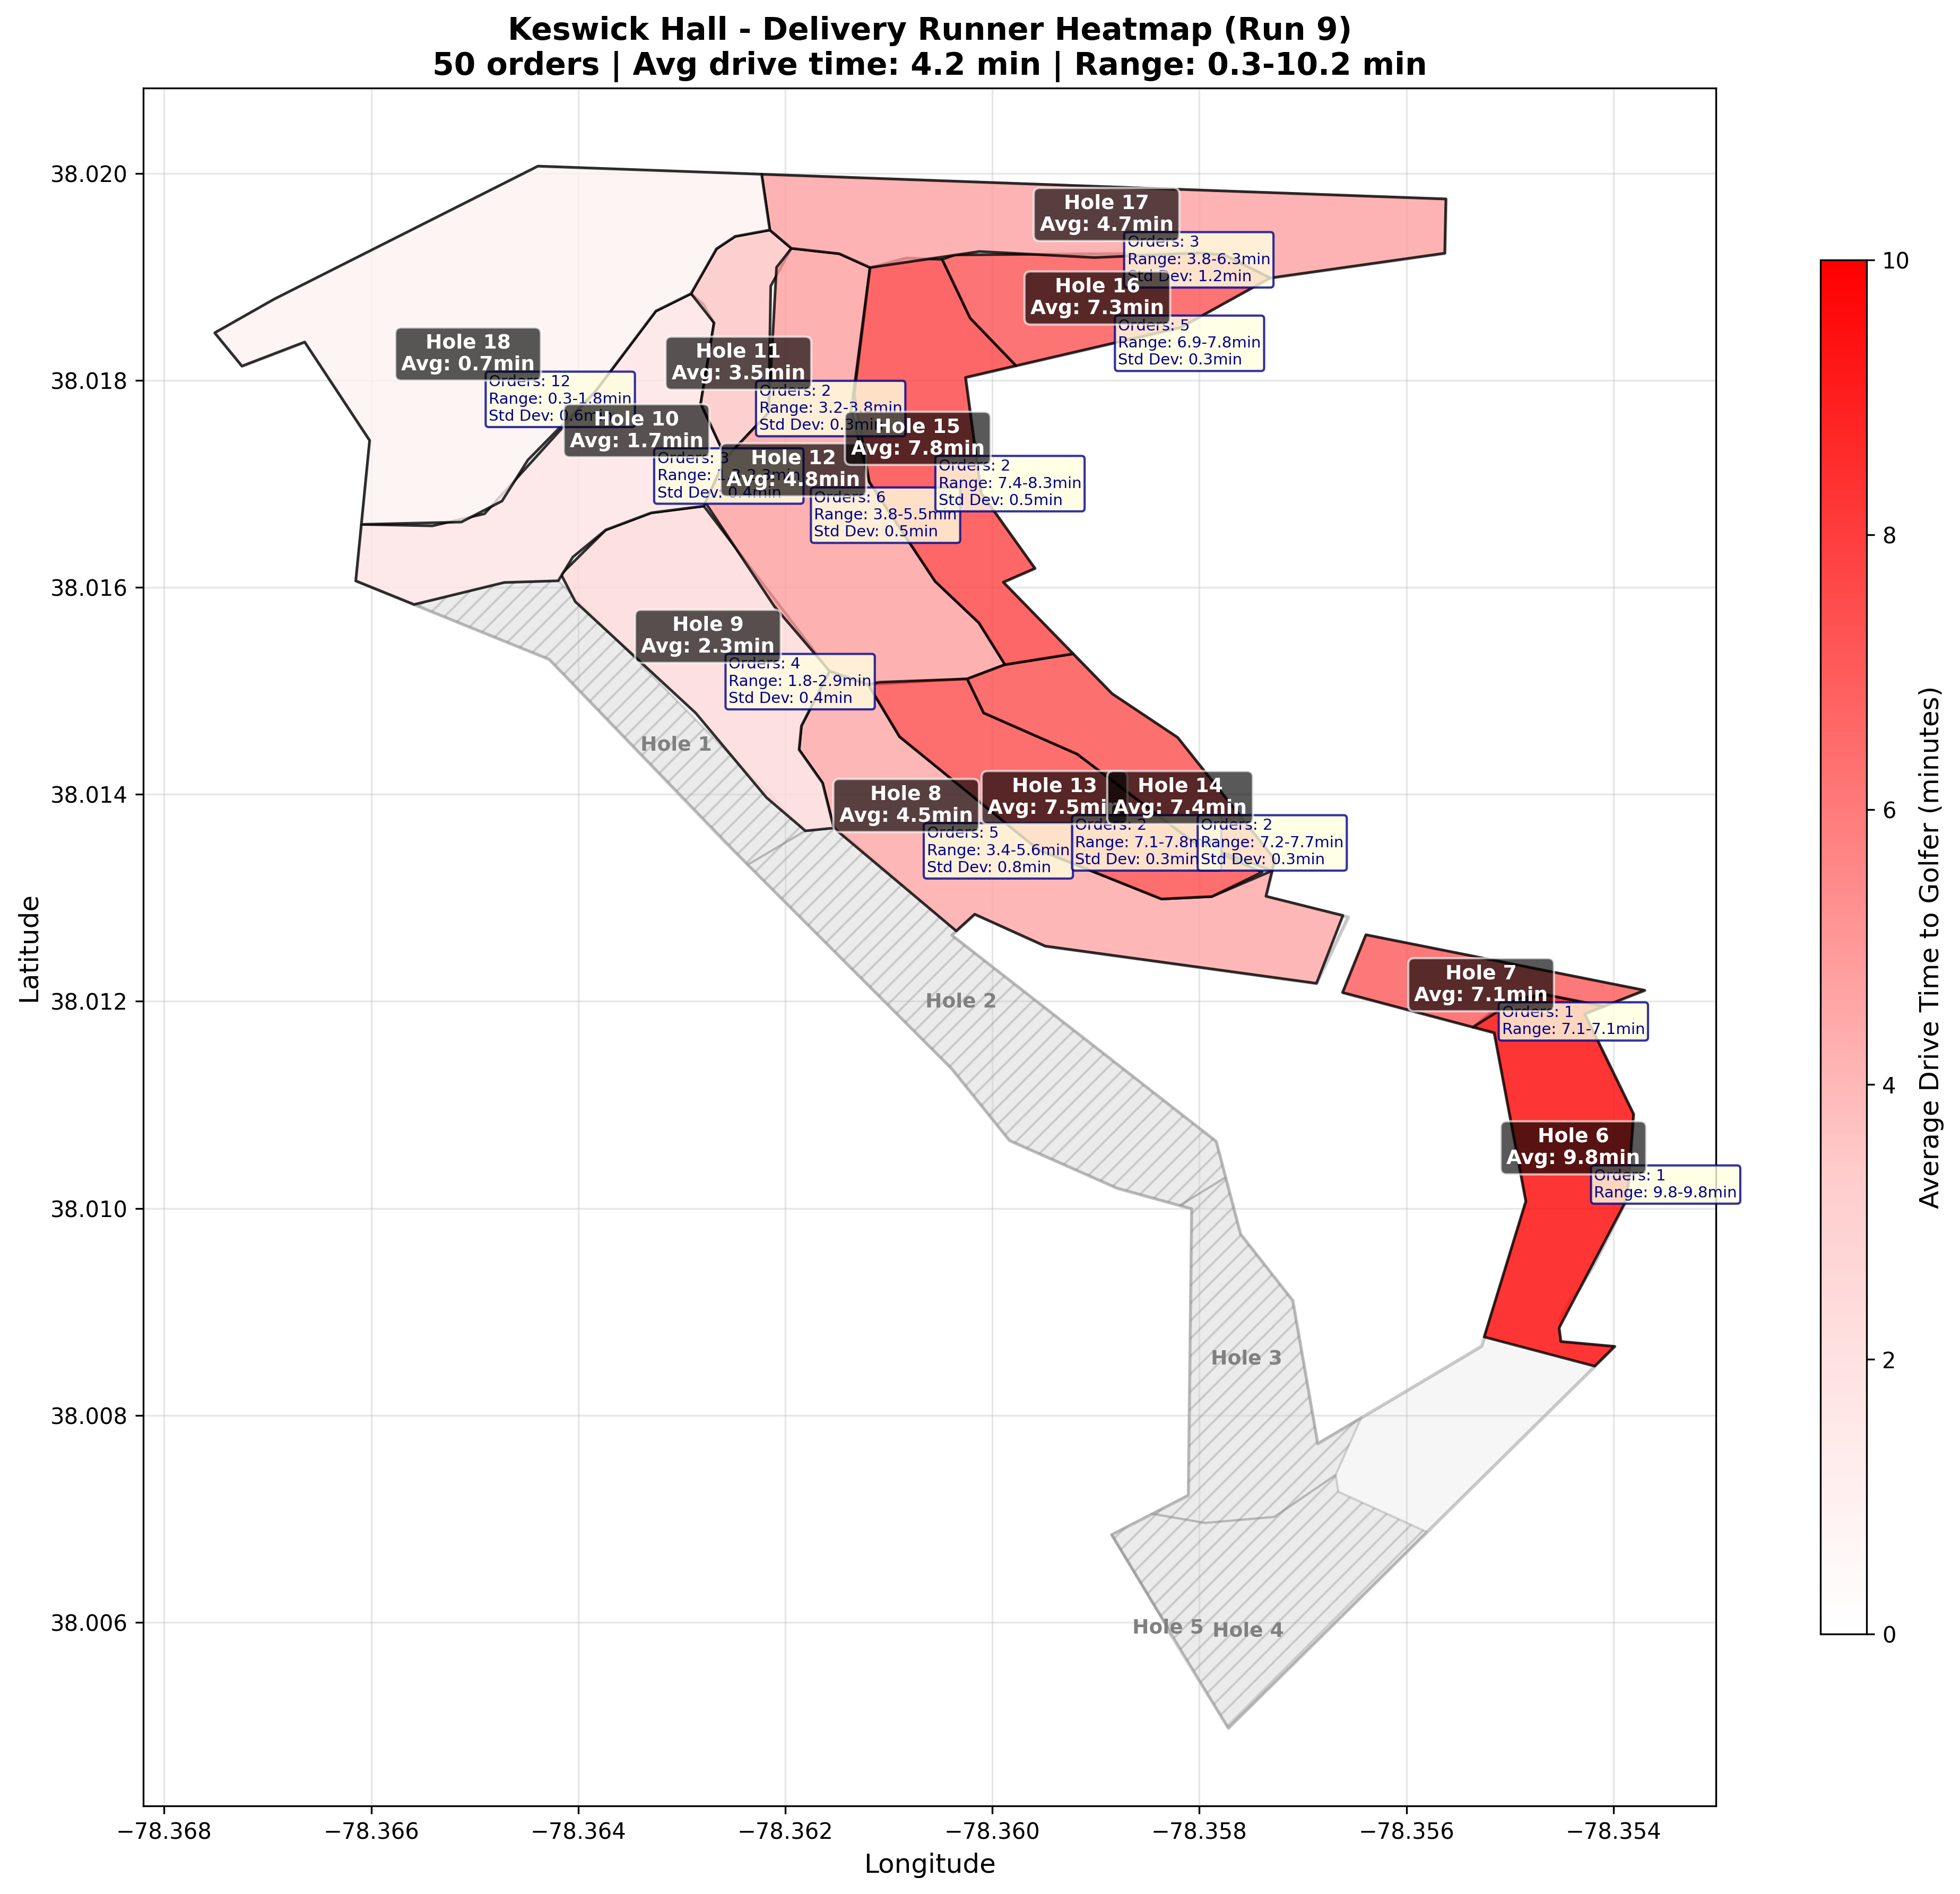 Keswick Hall - Delivery Runner Heatmap (Run 9)
50 orders | Avg drive time: 4.2 min | Range: 0.3-10.2 min
Hole 17
Avg: 4.7min
Orders: 3
Range: 3.8-6.3min
Std Dev: 1.2min
Hole 16
Avg: 7.3min
Orders: 5
Range: 6.9-7.8min
Std Dev: 0.3min
Hole 18
Avg: 0.7min
Orders: 12
Range: 0.3-1.8min
Std Dev: 0.6min
Hole 11
Avg: 3.5min
Orders: 2
Range: 3.2-3.8min
Std Dev: 0.3min
Hole 10
Avg: 1.7min
Orders: 3
Range:
Std Dev: 0.4min
Hole 15
Avg: 7.8min
Orders: 2
Range: 7.4-8.3min
Std Dev: 0.5min
Hole 12
Avg: 4.8min
Orders: 6
Range: 3.8-5.5min
Std Dev: 0.5min
Hole 9
Avg: 2.3min
Orders: 4
Range: 1.8-2.9min
Std Dev: 0.4min
Hole 1
Hole 8
Avg: 4.5min
Orders: 5
Range: 3.4-5.6min
Std Dev: 0.8min
Hole 13
Avg: 7.5min
Orders: 2
Range: 7.1-7.8m
Std Dev: 0.3min
Hole 14
Avg: 7.4min
Orders: 2
Range: 7.2-7.7min
Std Dev: 0.3min
Hole 2
Hole 7
Avg: 7.1min
Orders: 1
Range: 7.1-7.1min
Hole 6
Avg: 9.8min
Orders: 1
Range: 9.8-9.8min
Hole 3
Hole 5
Hole 4
38.020
38.018
38.016
38.014
38.012
38.010
38.008
38.006
Latitude
−78.368
−78.366
−78.364
−78.362
−78.360
−78.358
−78.356
−78.354
Longitude
10
8
6
4
2
0
Average Drive Time to Golfer (minutes)